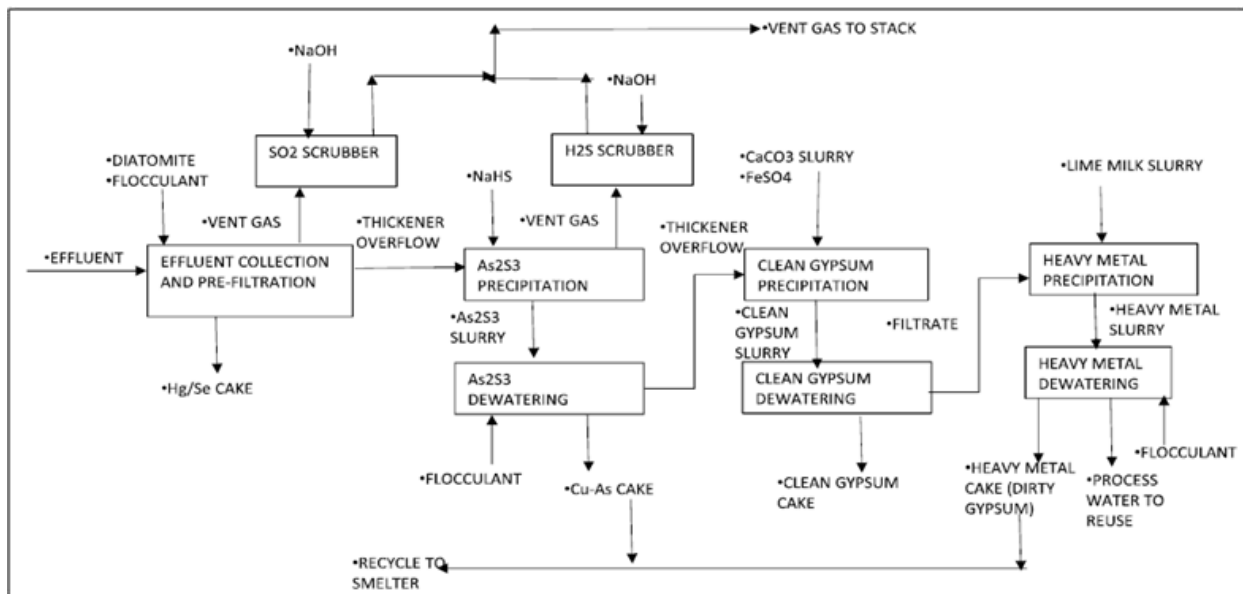 •VENT GAS TO STACK
•NaOH
•NaOH
SO2 SCRUBBER
H2S SCRUBBER
•DIATOMITE
•FLOCCULANT
•CaCO3 SLURRY
•FeSO4
•LIME MILK SLURRY
•NaHS
•VENT GAS
•THICKENER
OVERFLOW
•VENT GAS
•THICKENER
OVERFLOW
•EFFLUENT
EFFLUENT COLLECTION
AND PRE-FILTRATION
As2S3
PRECIPITATION
CLEAN GYPSUM
PRECIPITATION
HEAVY METAL
PRECIPITATION
•As2S3
SLURRY
•CLEAN
GYPSUM
SLURRY
•FILTRATE
•HEAVY METAL
SLURRY
•Hg/Se CAKE
As2S3
DEWATERING
CLEAN GYPSUM
DEWATERING
HEAVY METAL
DEWATERING
•FLOCCULANT
•Cu-As CAKE
•CLEAN GYPSUM
CAKE
•HEAVY METAL
CAKE (DIRTY
GYPSUM)
•PROCESS
WATER TO
REUSE
•FLOCCULANT
•RECYCLE TO
SMELTER